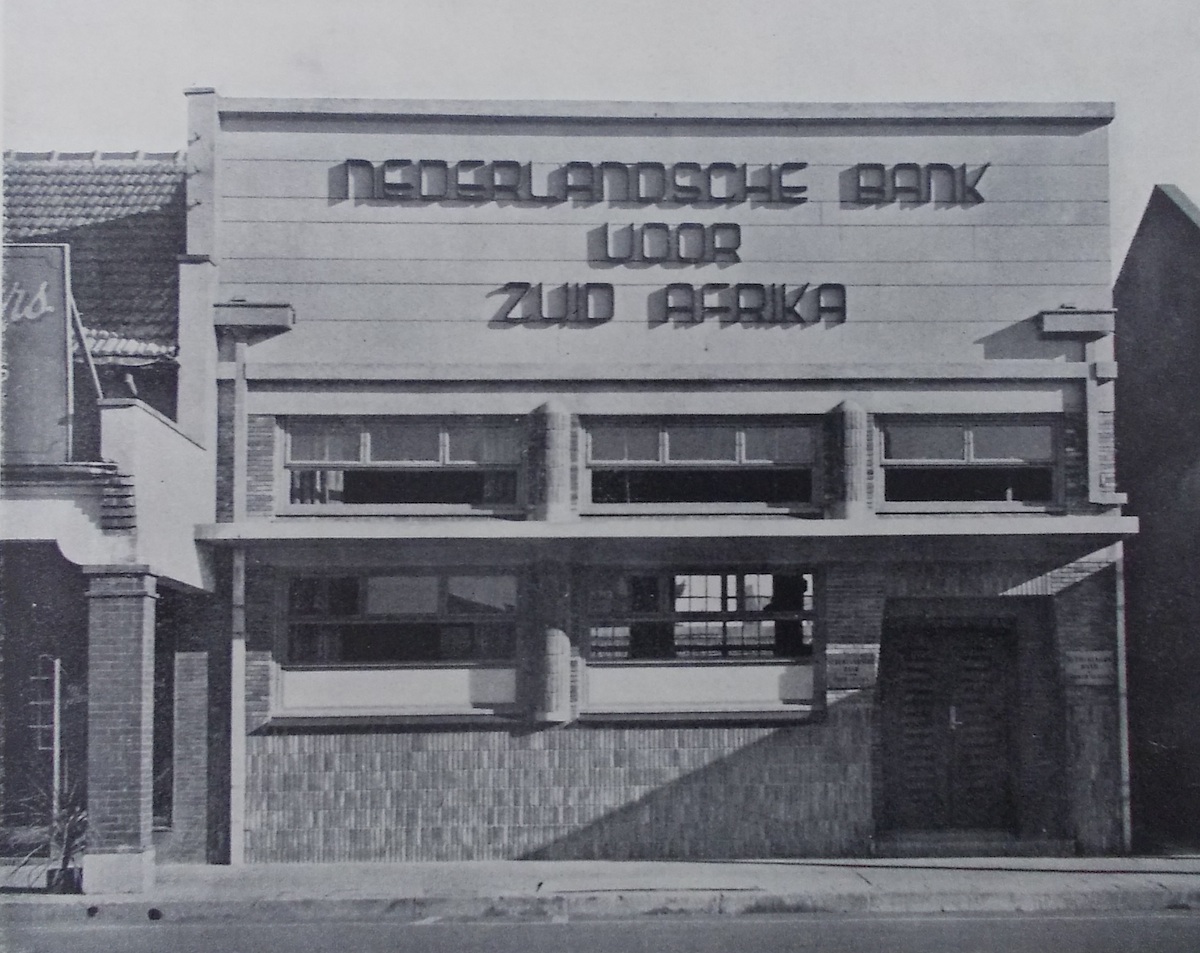 NEDERLANDSCHE BANK
VOOR
ZUID AFRIKA